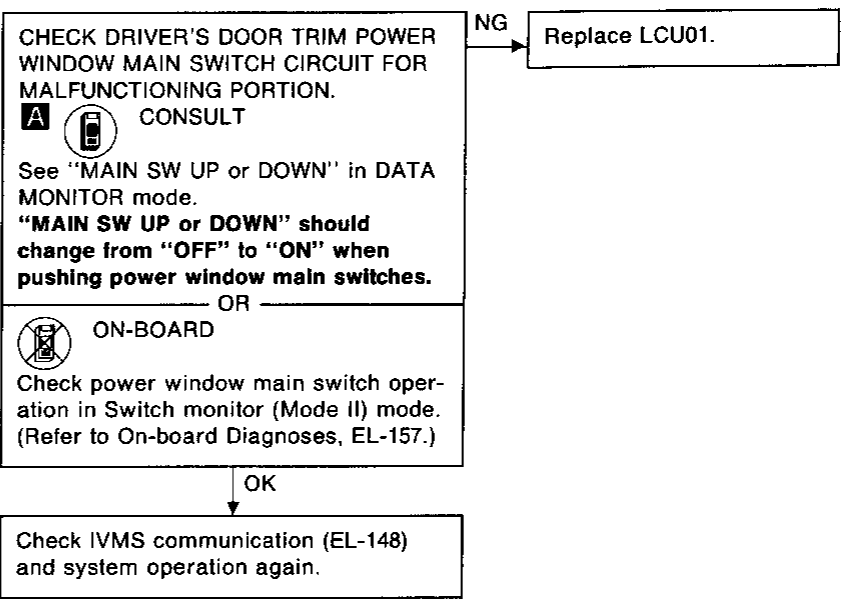 CHECK DRIVER'S DOOR TRIM POWER
WINDOW MAIN SWITCH CIRCUIT FOR
MALFUNCTIONING PORTION.
A CONSULT
See "MAIN SW UP or DOWN" in DATA
MONITOR mode.
"MAIN SW UP or DOWN" should
change from "OFF" to "ON" when
pushing power window main switches.
OR
ON-BOARD
Check power window main switch oper-
ation in Switch monitor (Mode II) mode.
(Refer to On-board Diagnoses, EL-157.)
NG
Replace LCU01.
OK
Check IVMS communication (EL-148)
and system operation again.